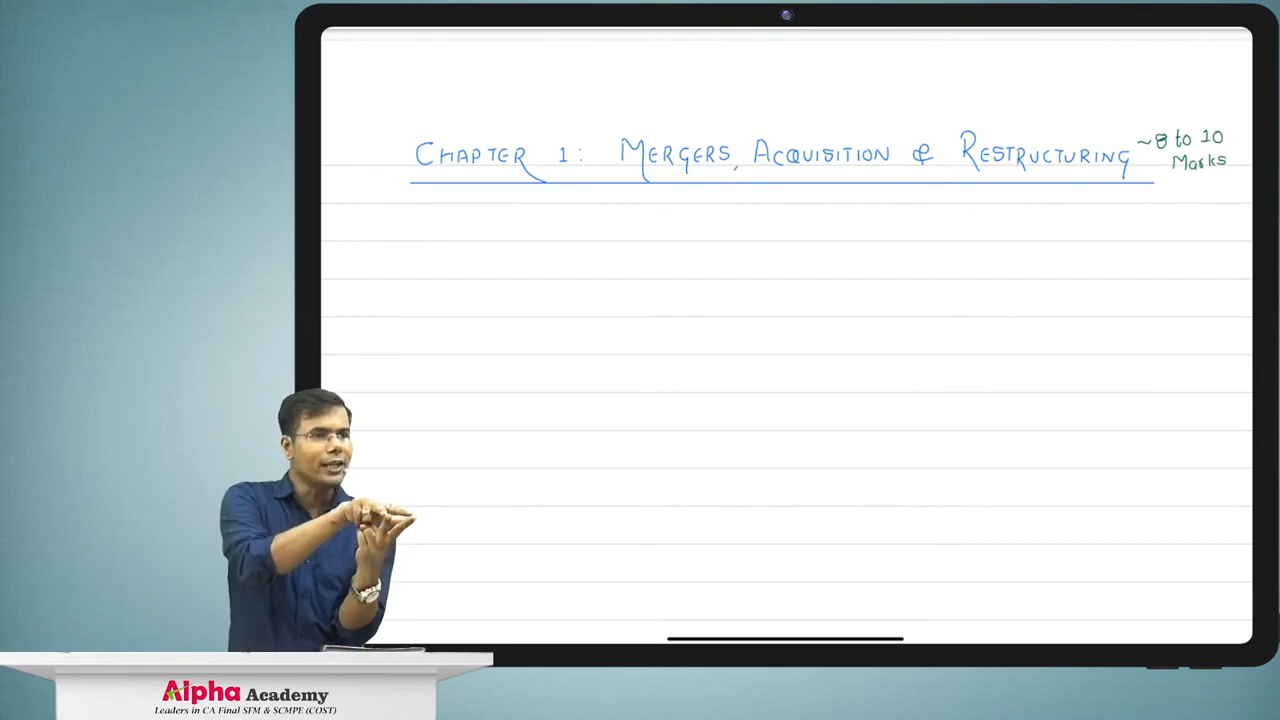 CHAPTER 1: MERGERS, ACQUISITION & RESTRUCTURING ~8 to 10
Marks
Alpha Academy
Leaders in CA Final SFM & SCMPE (COST)